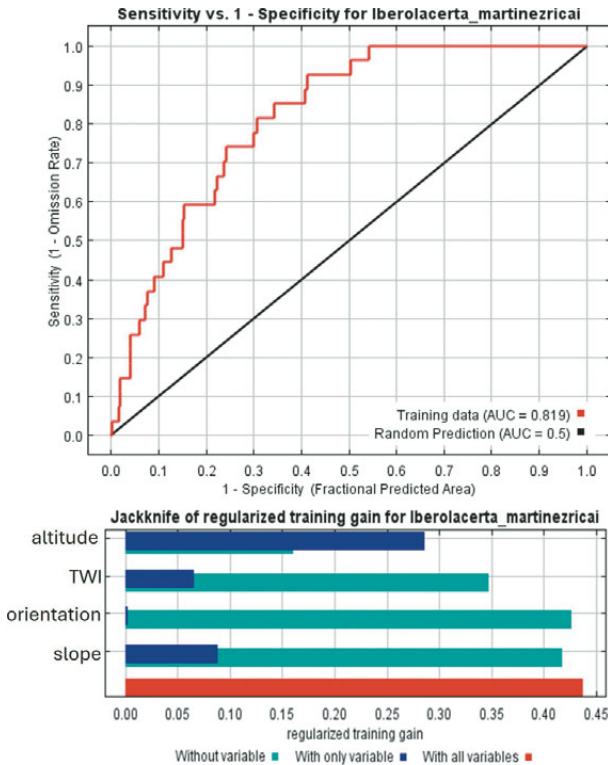 Sensitivity vs. 1 - Specificity for Iberolacerta_martinezricai
Sensitivity (1 - Omission Rate)
1.0
0.9
0.8
0.7
0.6
0.5
0.4
0.3
0.2
0.1
0.0
Training data (AUC = 0.819)
Random Prediction (AUC = 0.5)
0.0 0.1 0.2 0.3 0.4 0.5 0.6 0.7 0.8 0.9 1.0
1 - Specificity (Fractional Predicted Area)
Jackknife of regularized training gain for Iberolacerta_martinezricai
altitude
TWI
orientation
slope
0.00 0.05 0.10 0.15 0.20 0.25 0.30 0.35 0.40 0.45
regularized training gain
Without variable With only variable With all variables